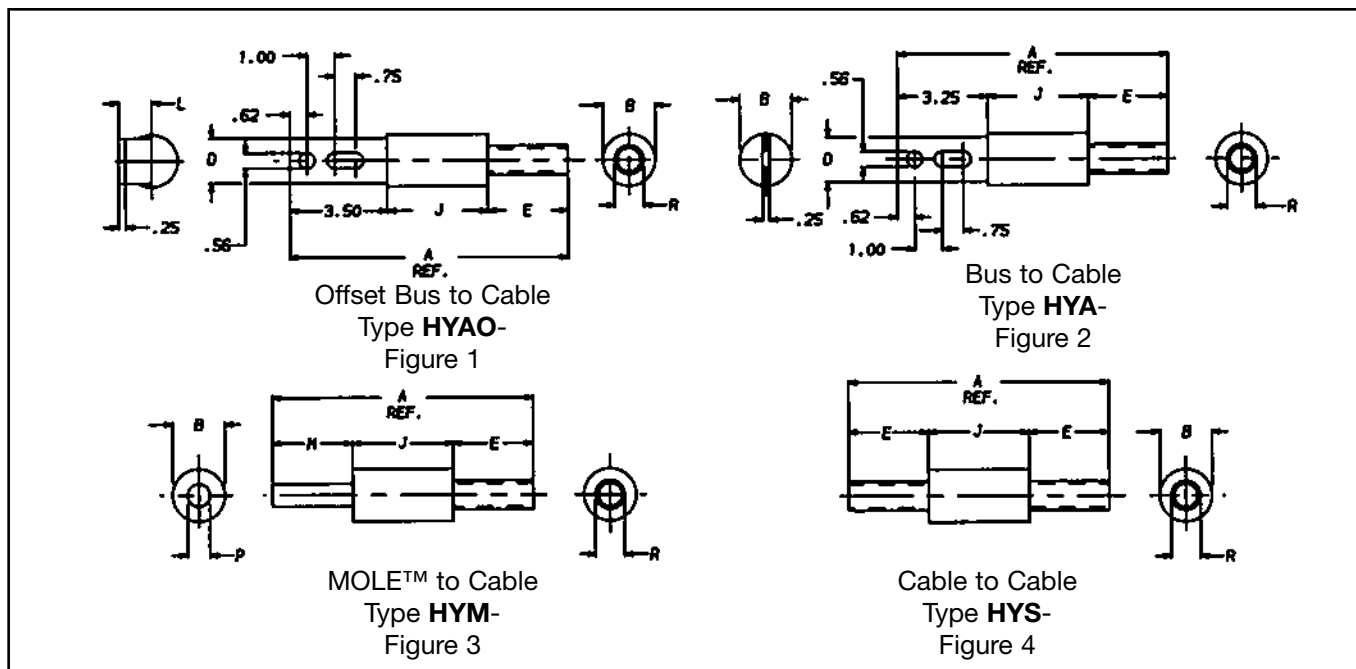 1.00
.75
.62
L
D
B
R
3.50
J
E
.25
.56
A
REF.
Offset Bus to Cable
Type HYAO-
Figure 1
A
REF.
.56
3.25
J
E
B
D
R
.25
.62
.75
1.00
Bus to Cable
Type HYA-
Figure 2
A
REF.
B
M
J
E
P
R
MOLE™ to Cable
Type HYM-
Figure 3
A
REF.
E
J
E
B
R
Cable to Cable
Type HYS-
Figure 4